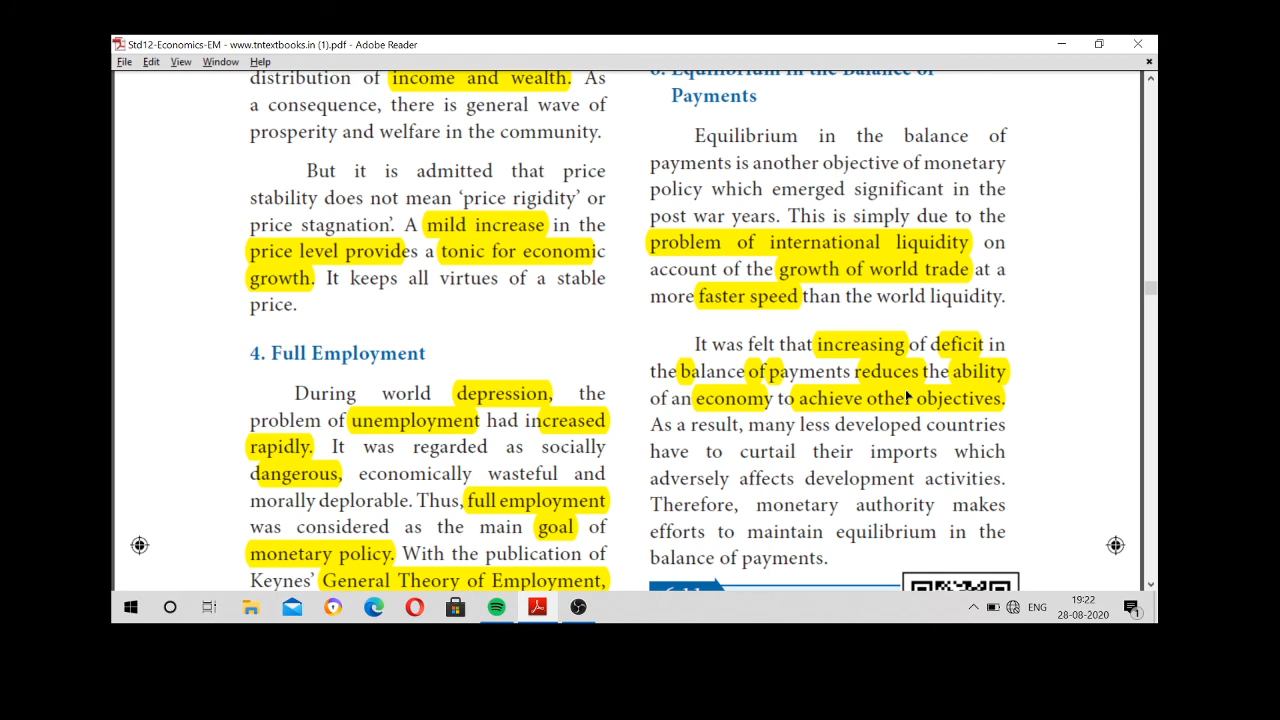 Std12-Economics-EM - www.tntextbooks.in (1).pdf - Adobe Reader
File Edit View Window Help
distribution of income and wealth. As
a consequence, there is general wave of
prosperity and welfare in the community.
But it is admitted that price
stability does not mean ‘price rigidity’ or
price stagnation’. A mild increase in the
price level provides a tonic for economic
growth. It keeps all virtues of a stable
price.
4. Full Employment
During world depression, the
problem of unemployment had increased
rapidly. It was regarded as socially
dangerous, economically wasteful and
morally deplorable. Thus, full employment
was considered as the main goal of
monetary policy. With the publication of
Keynes’ General Theory of Employment,
6. Equilibrium in the Balance of
Payments
Equilibrium in the balance of
payments is another objective of monetary
policy which emerged significant in the
post war years. This is simply due to the
problem of international liquidity on
account of the growth of world trade at a
more faster speed than the world liquidity.
It was felt that increasing of deficit in
the balance of payments reduces the ability
of an economy to achieve other objectives.
As a result, many less developed countries
have to curtail their imports which
adversely affects development activities.
Therefore, monetary authority makes
efforts to maintain equilibrium in the
balance of payments.
ENG
19:22
28-08-2020
1